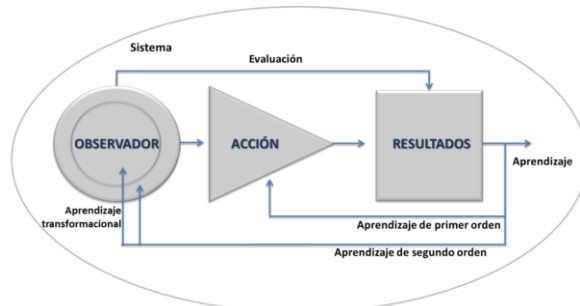 Sistema
Evaluación
OBSERVADOR
ACCIÓN
RESULTADOS
Aprendizaje
Aprendizaje
transformacional
Aprendizaje de primer orden
Aprendizaje de segundo orden